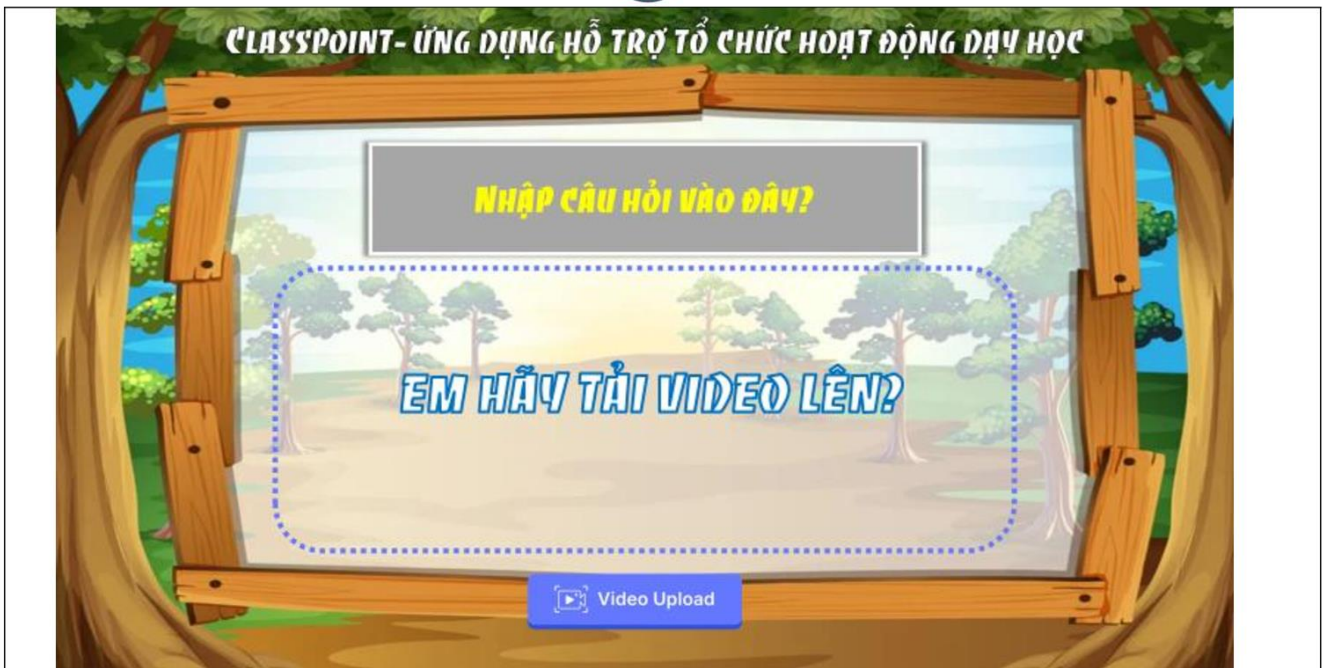 CLASSPOINT- ỨNG DỤNG HỖ TRỢ TỔ CHỨC HOẠT ĐỘNG DẠY HỌC
NHẬP CÂU HỎI VÀO ĐÂY?
EM HÃY TẢI VIDEO LÊN?
Video Upload